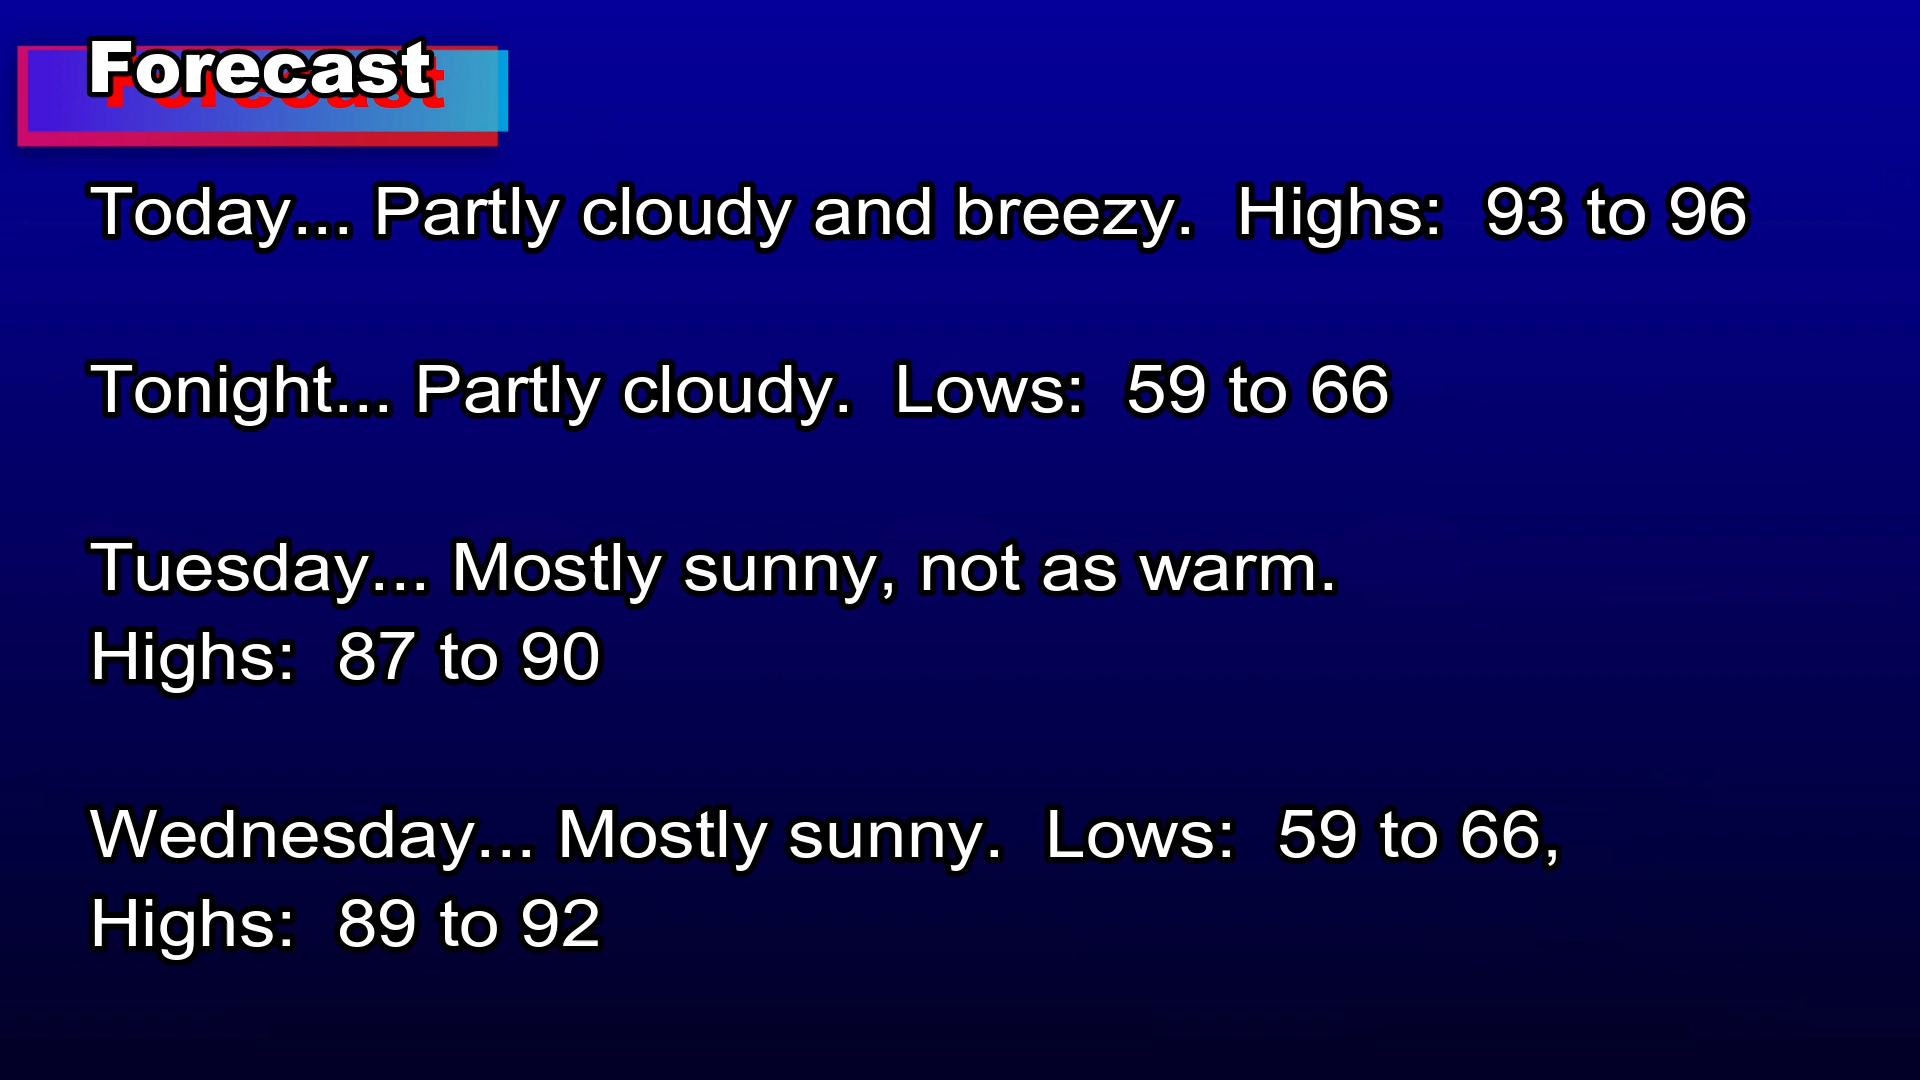 Forecast
Today... Partly cloudy and breezy.  Highs:  93 to 96
Tonight... Partly cloudy.  Lows:  59 to 66
Tuesday... Mostly sunny, not as warm.
Highs:  87 to 90
Wednesday... Mostly sunny.  Lows:  59 to 66,
Highs:  89 to 92